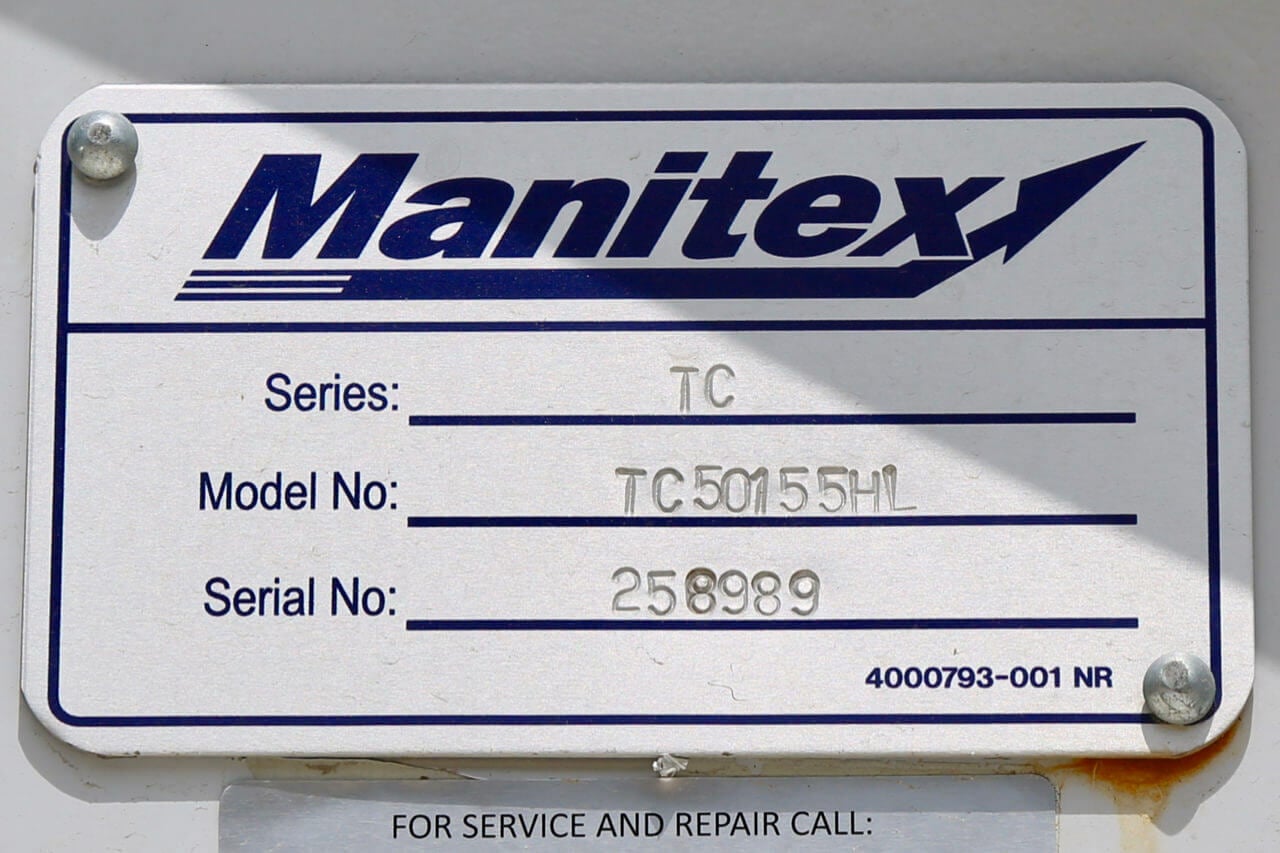 Manitex
Series: TC
Model No: TC50155HL
Serial No: 258989
4000793-001 NR
FOR SERVICE AND REPAIR CALL: